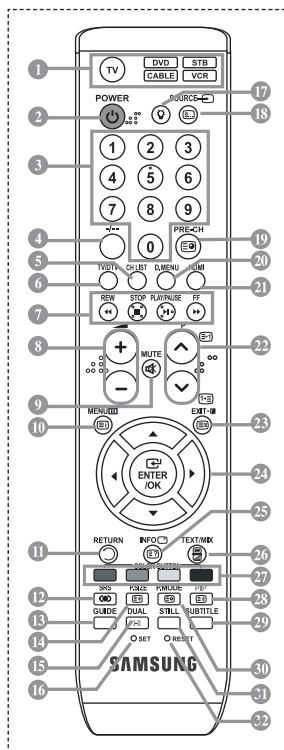 1 TV DVD STB
CABLE VCR
POWER SOURCE
2 17 18
3 1 2 3
4 5 6
7 8 9
4 -/-- 0 PRE-CH 19
5 20
6 TV/DTV CH LIST D.MENU HDMI 21
7 REW STOP PLAY/PAUSE FF
8 + P 22
9 MUTE
−
10 MENU EXIT 23
ENTER
/OK 24
25
11 RETURN INFO TEXT/MIX 26
COLOR BUTTON 27
12 SRS P.SIZE P.MODE PIP 28
13 GUIDE DUAL STILL SUBTITLE 29
14 I-II 30
15 SET RESET 31
16 SAMSUNG 32